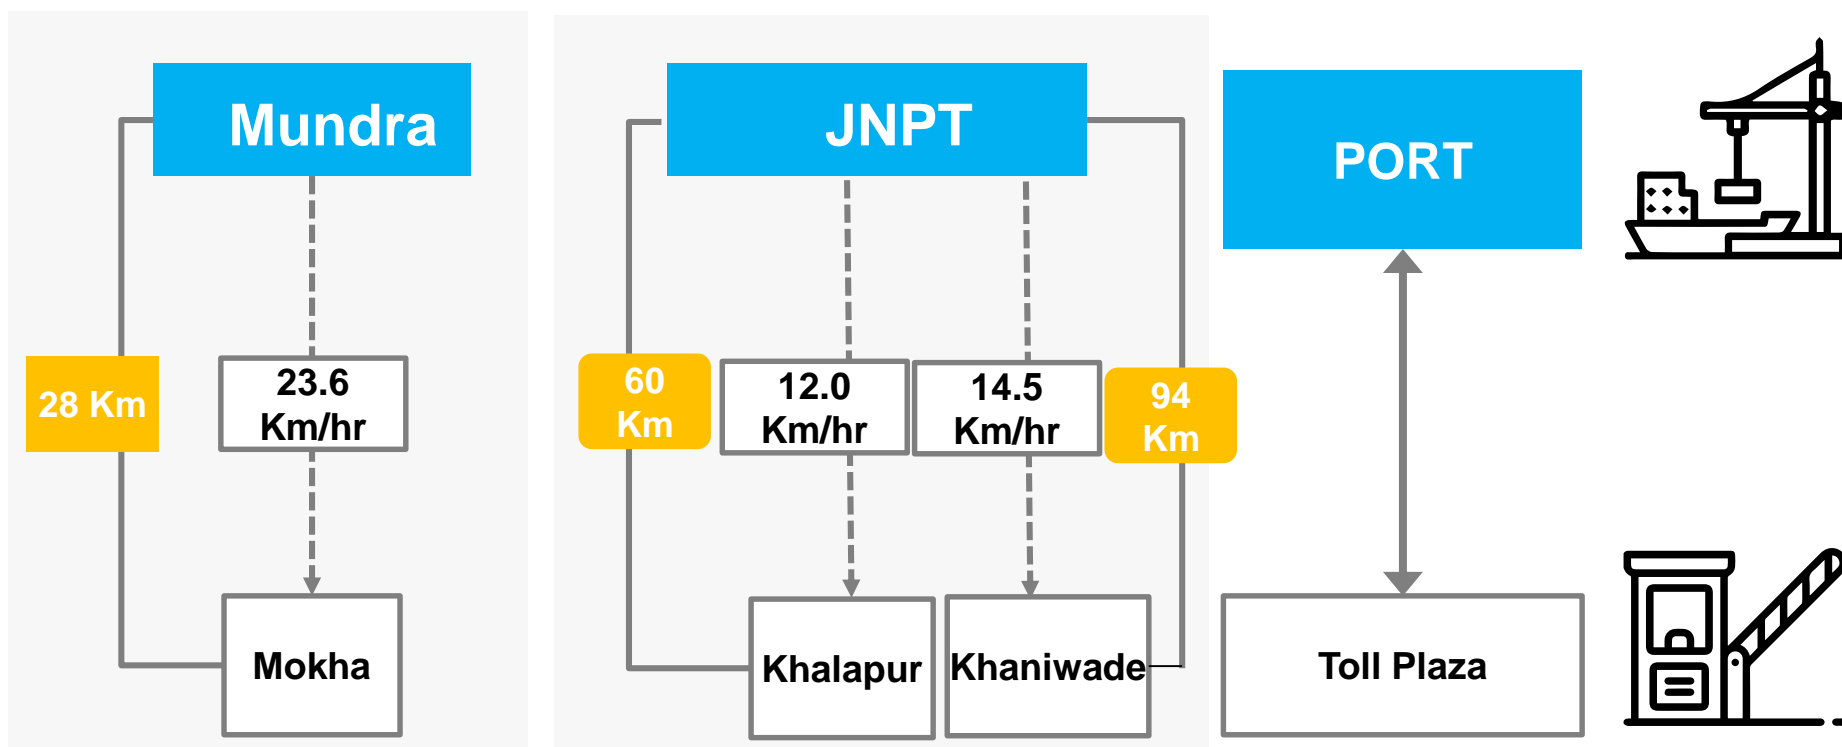 Mundra
JNPT
PORT
28 Km
23.6
Km/hr
60
Km
12.0
Km/hr
14.5
Km/hr
94
Km
Mokha
Khalapur
Khaniwade
Toll Plaza